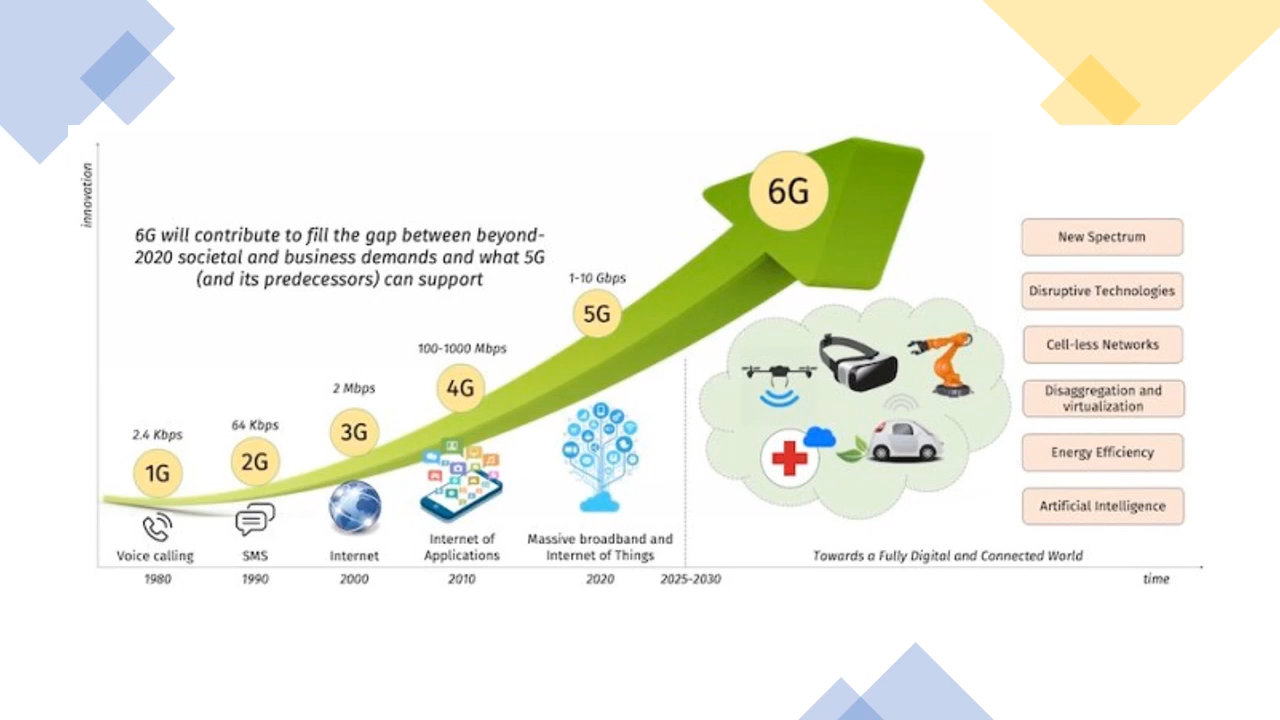 innovation
6G will contribute to fill the gap between beyond-
2020 societal and business demands and what 5G
(and its predecessors) can support
2.4 Kbps
1G
Voice calling
1980
64 Kbps
2G
SMS
1990
2 Mbps
3G
Internet
2000
100-1000 Mbps
4G
Internet of
Applications
2010
1-10 Gbps
5G
Massive broadband and
Internet of Things
2020
6G
2025-2030
Towards a Fully Digital and Connected World
time
New Spectrum
Disruptive Technologies
Cell-less Networks
Disaggregation and
virtualization
Energy Efficiency
Artificial Intelligence